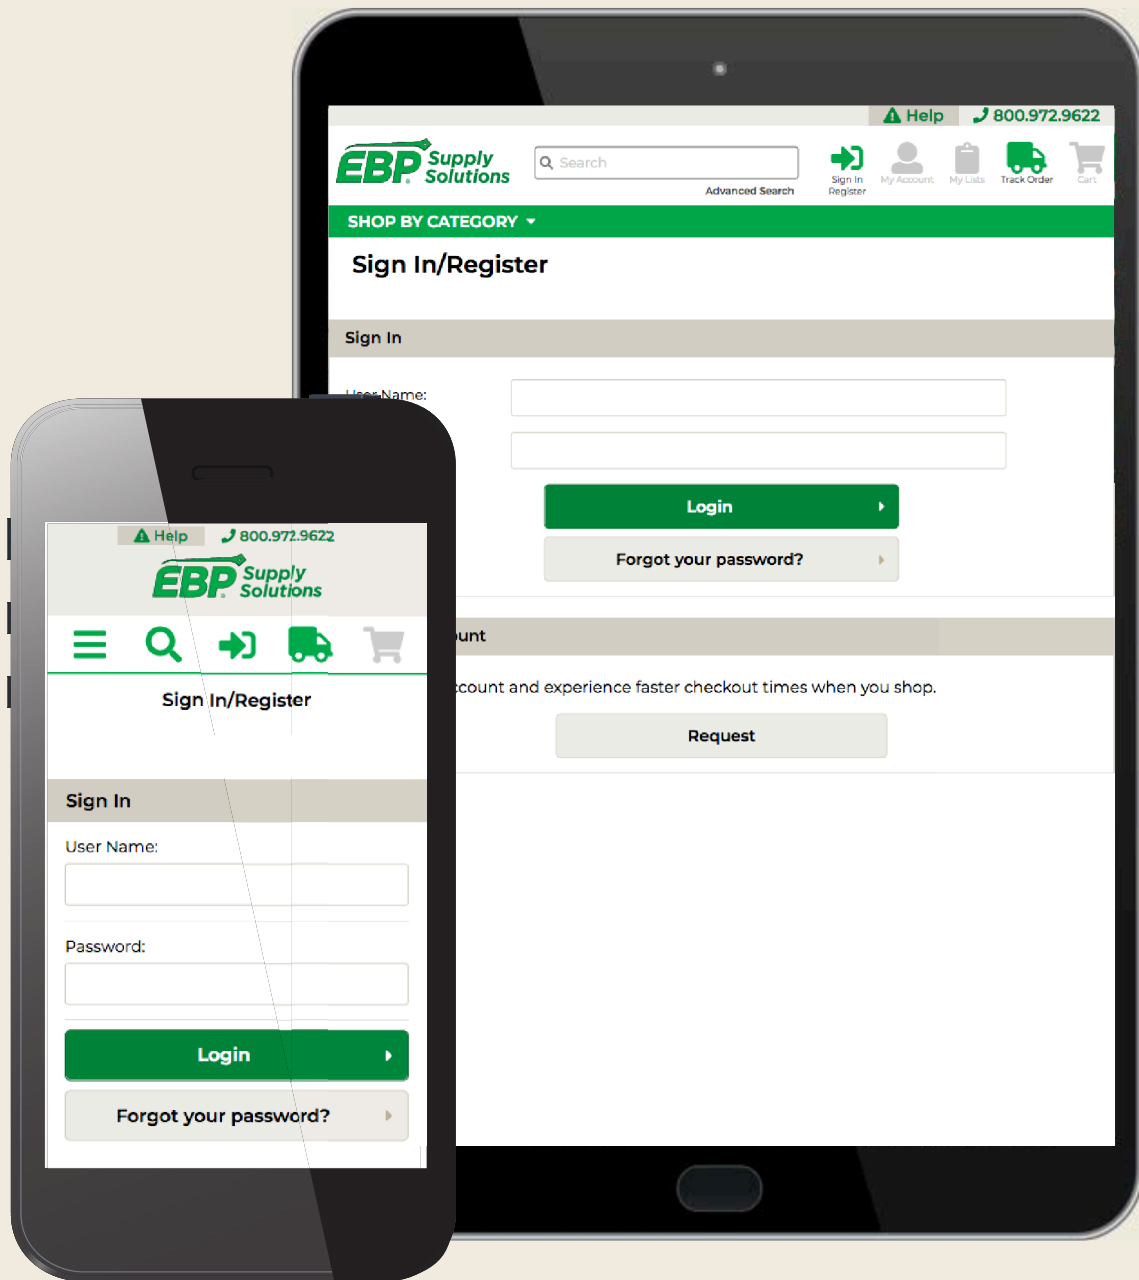 Help 800.972.9622
EBP Supply Solutions
Search
Advanced Search
Sign In Register
My Account
My Lists
Track Order
Cart
SHOP BY CATEGORY
Sign In/Register
Sign In
User Name:
Login
Forgot your password?
and experience faster checkout times when you shop.
Request
Help 800.972.9622
EBP Supply Solutions
Sign In/Register
Sign In
User Name:
Password:
Login
Forgot your password?